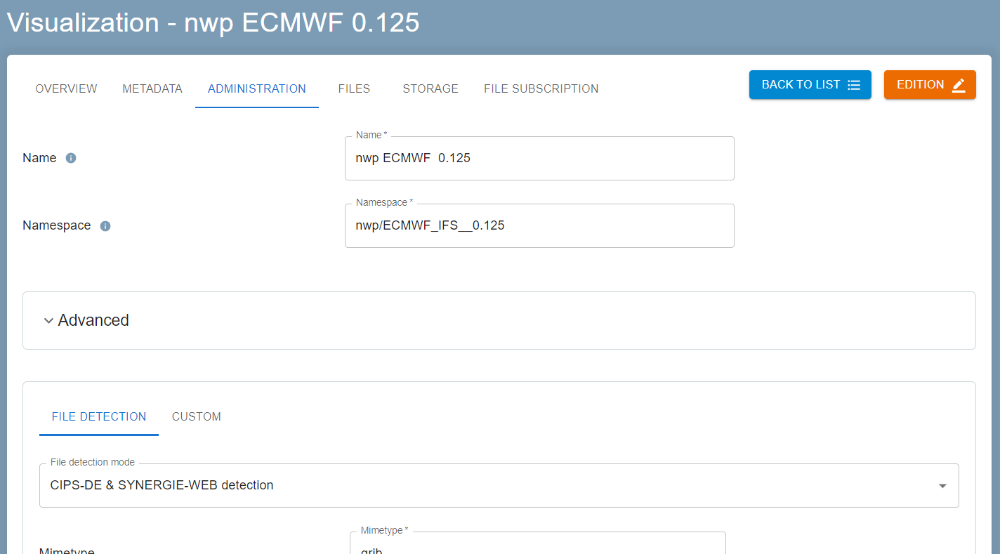 Visualization - nwp ECMWF 0.125
OVERVIEW METADATA ADMINISTRATION FILES STORAGE FILE SUBSCRIPTION BACK TO LIST EDITION
Name *
Name nwp ECMWF  0.125
Namespace *
Namespace nwp/ECMWF_IFS__0.125
Advanced
FILE DETECTION CUSTOM
File detection mode
CIPS-DE & SYNERGIE-WEB detection
Mimetype *
Mimetype grib